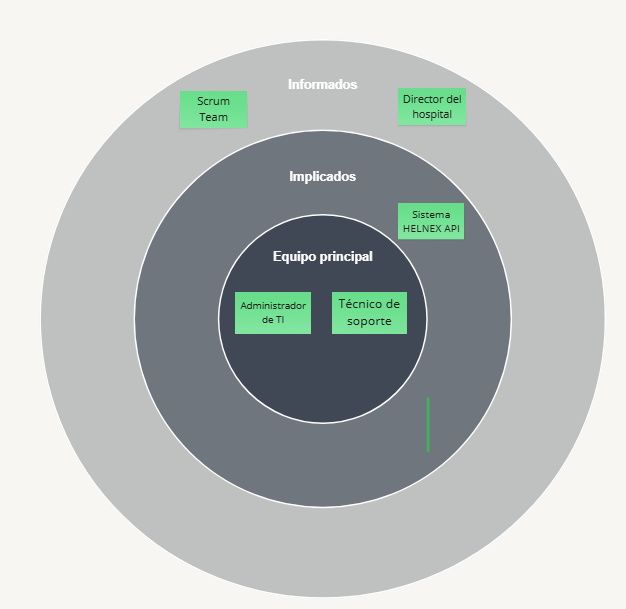 Informados
Scrum
Team
Director del
hospital
Implicados
Sistema
HELNEX API
Equipo principal
Administrador
de TI
Técnico de
soporte